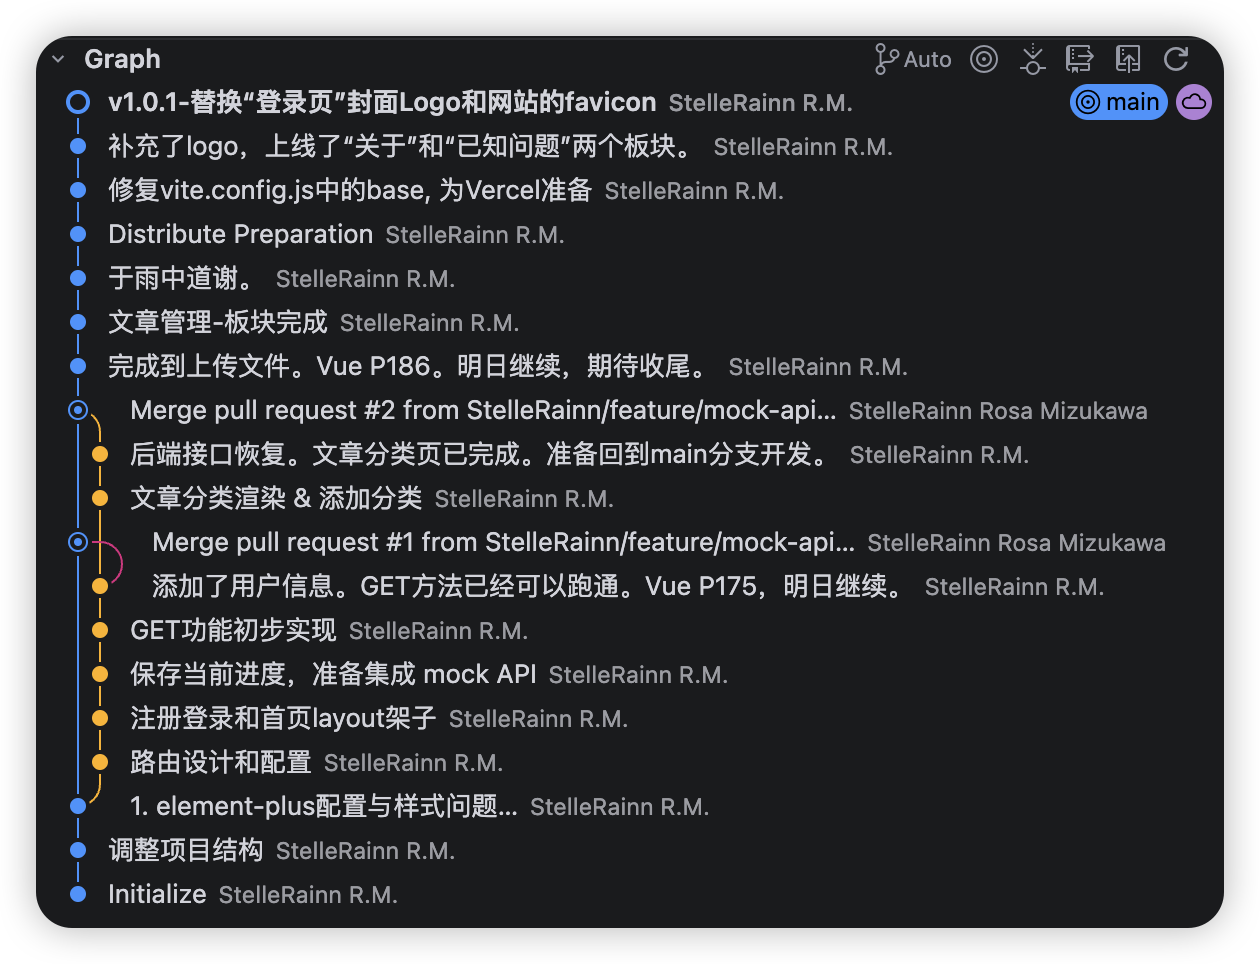 Graph Auto
v1.0.1-替换“登录页”封面Logo和网站的favicon StelleRainn R.M. main
补充了logo，上线了“关于”和“已知问题”两个板块。 StelleRainn R.M.
修复vite.config.js中的base, 为Vercel准备 StelleRainn R.M.
Distribute Preparation StelleRainn R.M.
于雨中道谢。 StelleRainn R.M.
文章管理-板块完成 StelleRainn R.M.
完成到上传文件。Vue P186。明日继续，期待收尾。 StelleRainn R.M.
Merge pull request #2 from StelleRainn/feature/mock-api... StelleRainn Rosa Mizukawa
后端接口恢复。文章分类页已完成。准备回到main分支开发。 StelleRainn R.M.
文章分类渲染 & 添加分类 StelleRainn R.M.
Merge pull request #1 from StelleRainn/feature/mock-api... StelleRainn Rosa Mizukawa
添加了用户信息。GET方法已经可以跑通。Vue P175，明日继续。 StelleRainn R.M.
GET功能初步实现 StelleRainn R.M.
保存当前进度，准备集成 mock API StelleRainn R.M.
注册登录和首页layout架子 StelleRainn R.M.
路由设计和配置 StelleRainn R.M.
1. element-plus配置与样式问题... StelleRainn R.M.
调整项目结构 StelleRainn R.M.
Initialize StelleRainn R.M.